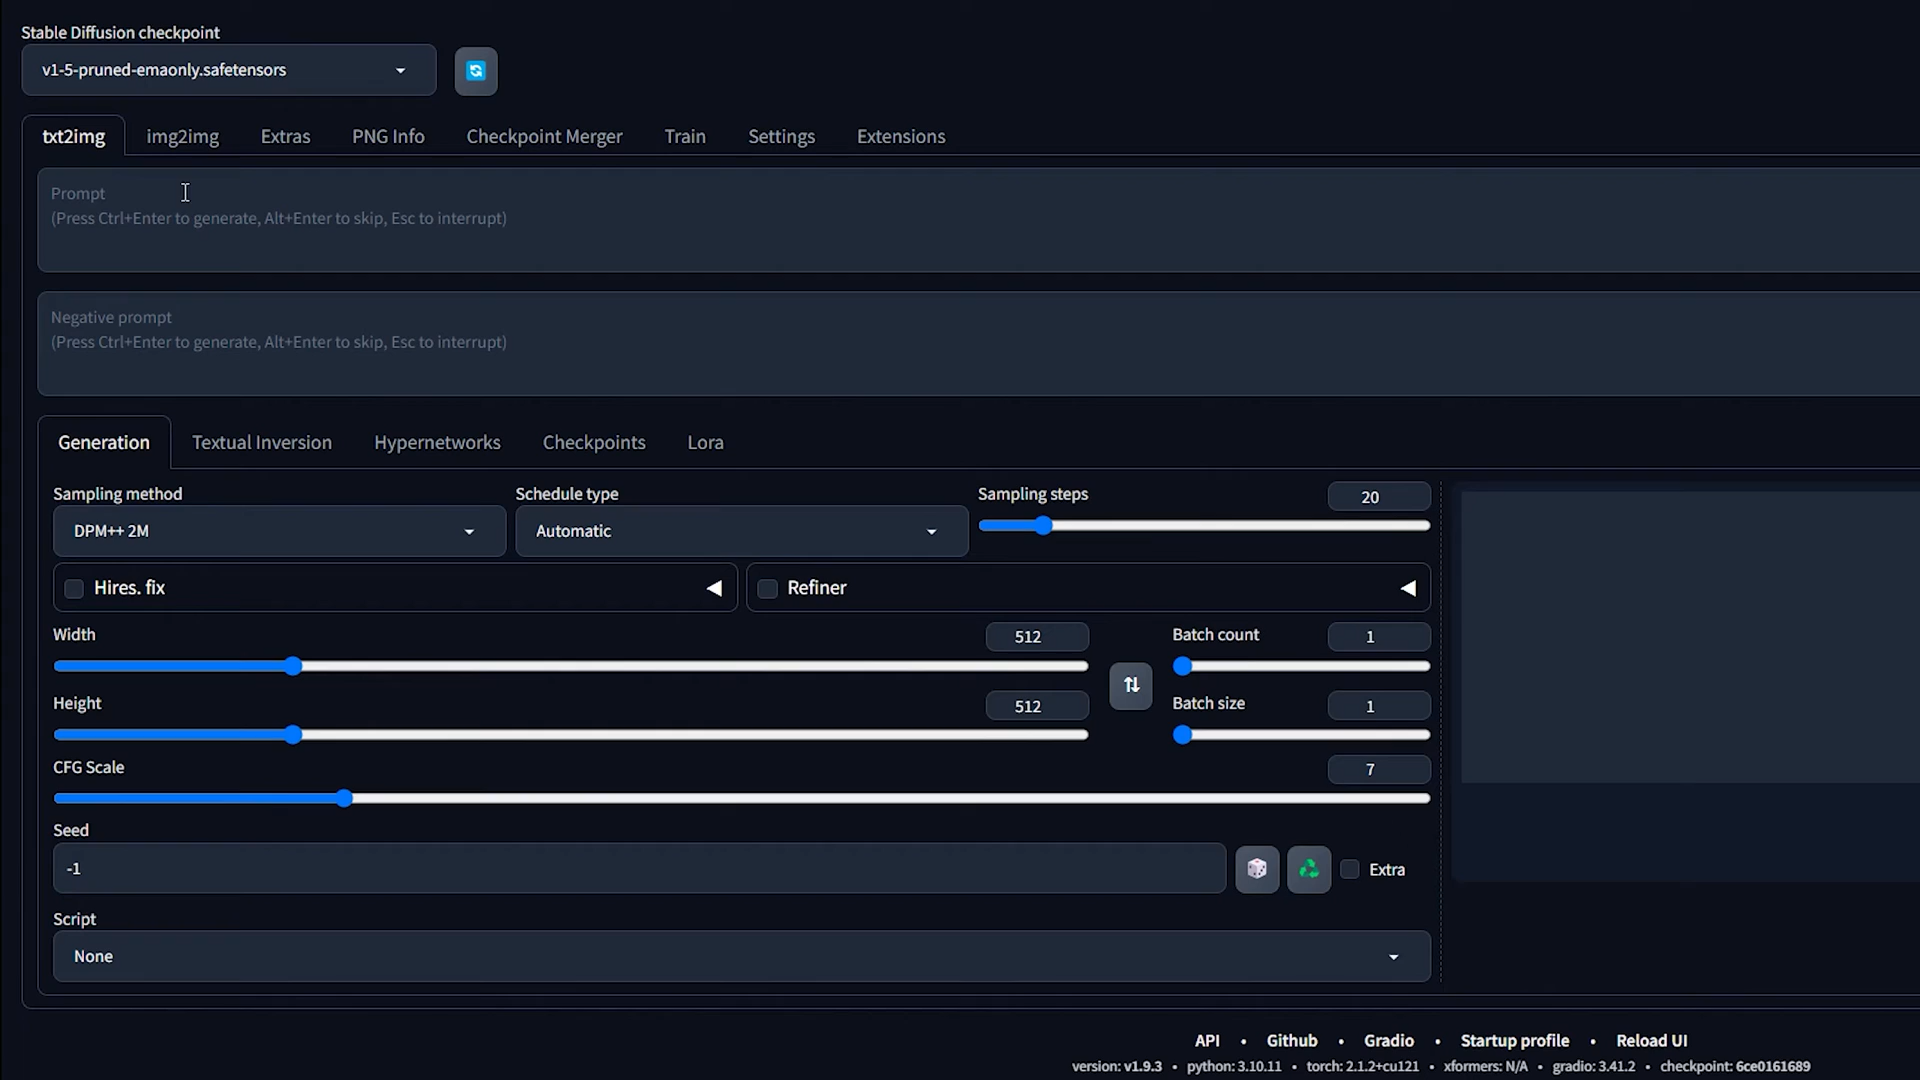 Stable Diffusion checkpoint
v1-5-pruned-emaonly.safetensors
txt2img img2img Extras PNG Info Checkpoint Merger Train Settings Extensions
Prompt
(Press Ctrl+Enter to generate, Alt+Enter to skip, Esc to interrupt)
Negative prompt
(Press Ctrl+Enter to generate, Alt+Enter to skip, Esc to interrupt)
Generation Textual Inversion Hypernetworks Checkpoints Lora
Sampling method Schedule type Sampling steps 20
DPM++ 2M Automatic
Hires. fix Refiner
Width 512 Batch count 1
Height 512 Batch size 1
CFG Scale 7
Seed
-1 Extra
Script
None
API • Github • Gradio • Startup profile • Reload UI
version: v1.9.3 • python: 3.10.11 • torch: 2.1.2+cu121 • xformers: N/A • gradio: 3.41.2 • checkpoint: 6ce0161689